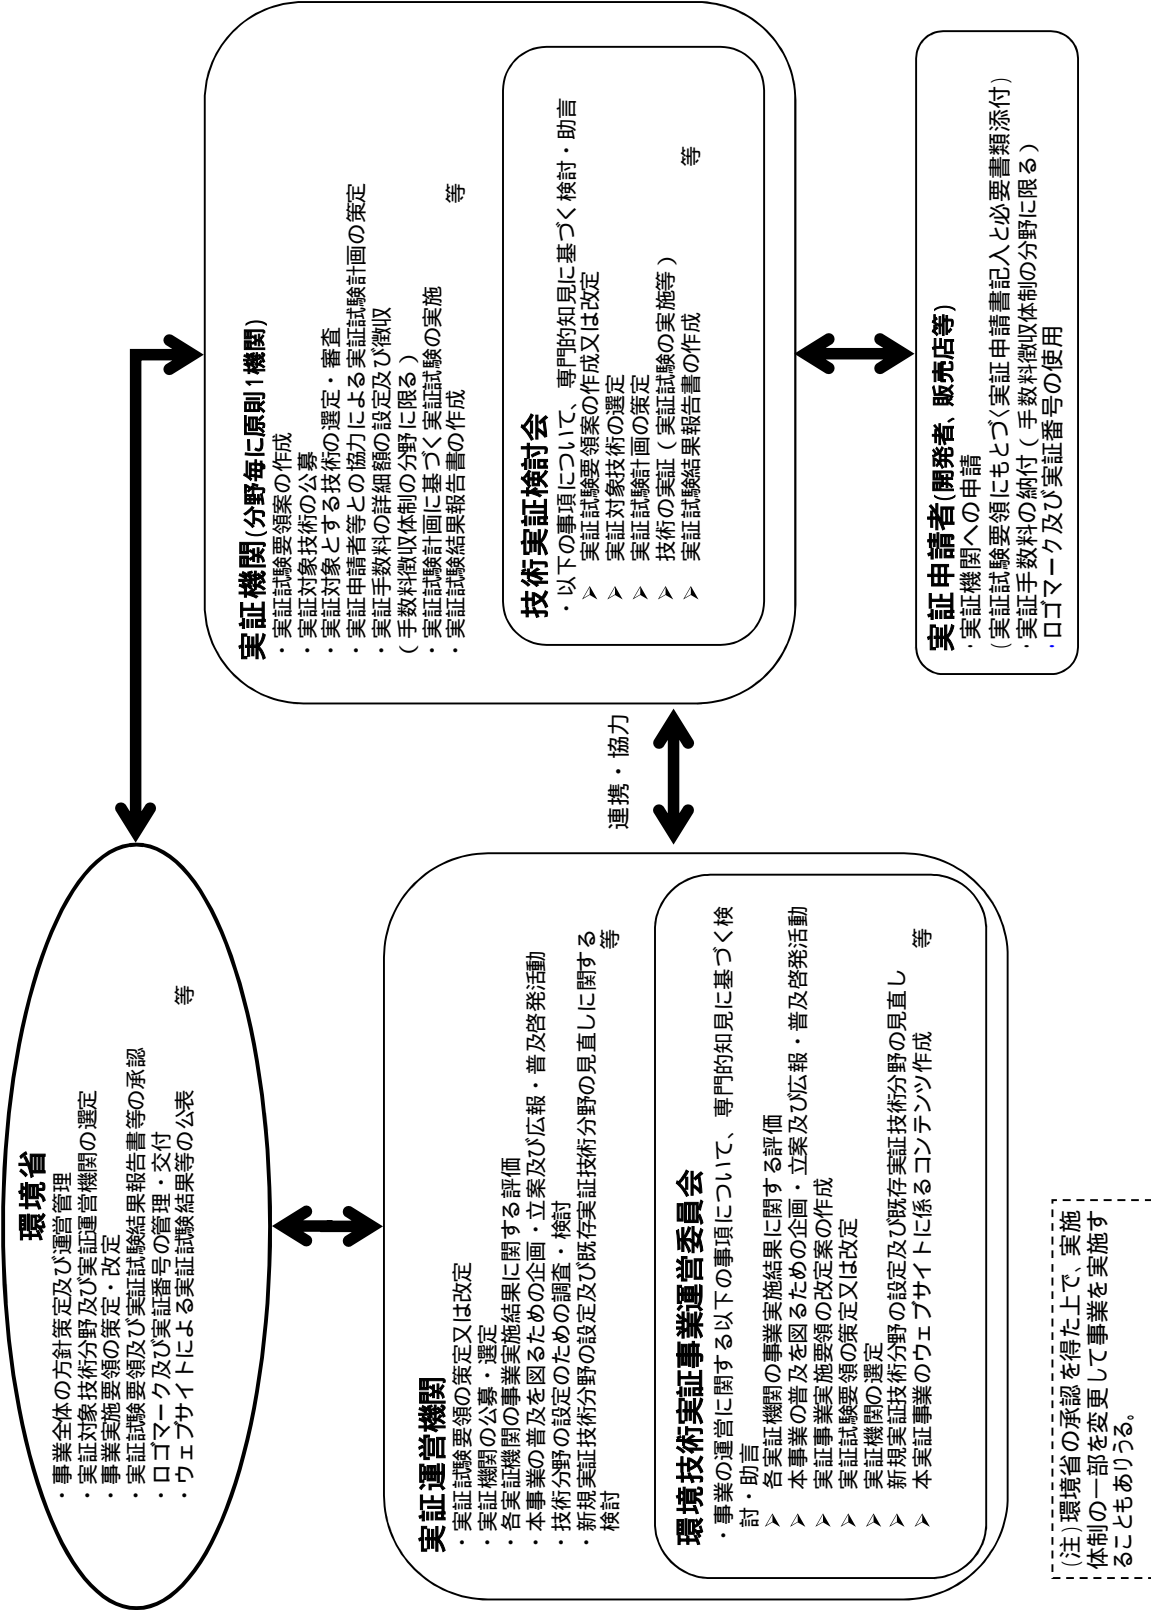 環境省
・事業全体の方針策定及び運営管理
・実証対象技術分野及び実証運営機関の選定
・事業実施要領の策定・改定
・実証試験要領及び実証試験結果報告書等の承認
・ロゴマーク及び実証番号の管理・交付
・ウェブサイトによる実証試験結果等の公表 等
実証運営機関
・実証試験要領の策定又は改定
・実証機関の公募・選定
・各実証機関の事業実施結果に関する評価
・本事業の普及を図るための企画・立案及び広報・普及啓発活動
・技術分野の設定のための調査・検討
・新規実証技術分野の設定及び既存実証技術分野の見直しに関する
検討 等
環境技術実証事業運営委員会
・事業の運営に関する以下の事項について、専門的知見に基づく検
討・助言
➢ 各実証機関の事業実施結果に関する評価
➢ 本事業の普及を図るための企画・立案及び広報・普及啓発活動
➢ 実証事業実施要領の改定案の作成
➢ 実証試験要領の策定又は改定
➢ 実証機関の選定
➢ 新規実証技術分野の設定及び既存実証技術分野の見直し
➢ 本実証事業のウェブサイトに係るコンテンツ作成 等
連携・協力
実証機関(分野毎に原則1機関)
・実証試験要領案の作成
・実証対象技術の公募
・実証対象とする技術の選定・審査
・実証申請者等との協力による実証試験計画の策定
・実証手数料の詳細額の設定及び徴収
（手数料徴収体制の分野に限る）
・実証試験計画に基づく実証試験の実施
・実証試験結果報告書の作成 等
技術実証検討会
・以下の事項について、専門的知見に基づく検討・助言
➢ 実証試験要領案の作成又は改定
➢ 実証対象技術の選定
➢ 実証試験計画の策定
➢ 技術の実証（実証試験の実施等）
➢ 実証試験結果報告書の作成 等
実証申請者(開発者、販売店等)
・実証機関への申請
(実証試験要領にもとづく実証申請書記入と必要書類添付)
・実証手数料の納付（手数料徴収体制の分野に限る）
・ロゴマーク及び実証番号の使用
(注)環境省の承認を得た上で、実施
体制の一部を変更して事業を実施す
ることもありうる。